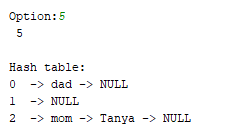 Option:5
5
Hash table:
0 -> dad -> NULL
1 -> NULL
2 -> mom -> Tanya -> NULL